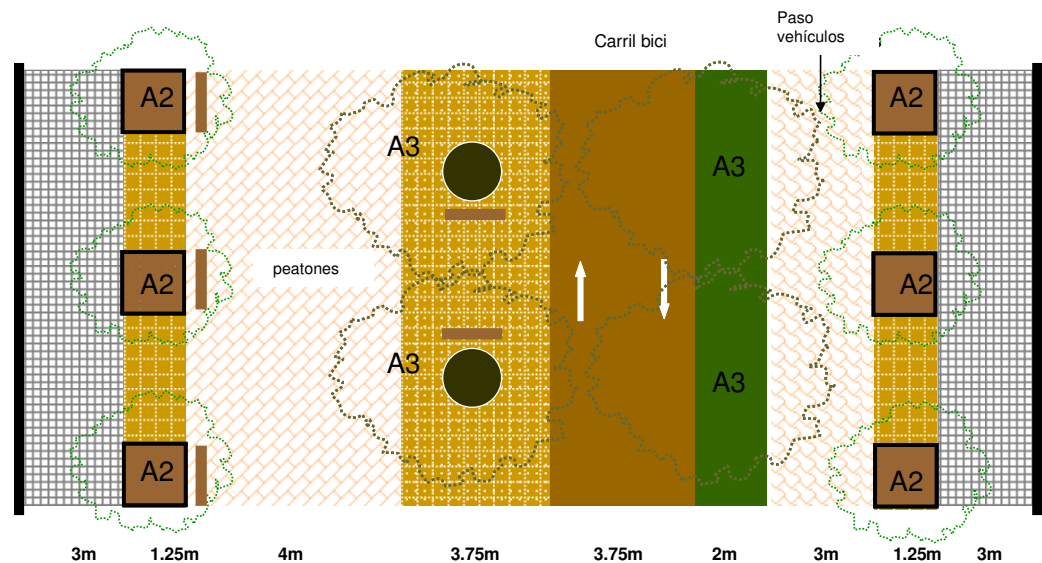 Paso
vehículos
Carril bici
A2
A2
A3
A3
A2
peatones
A2
A3
A3
A2
A2
3m 1.25m 4m 3.75m 3.75m 2m 3m 1.25m 3m